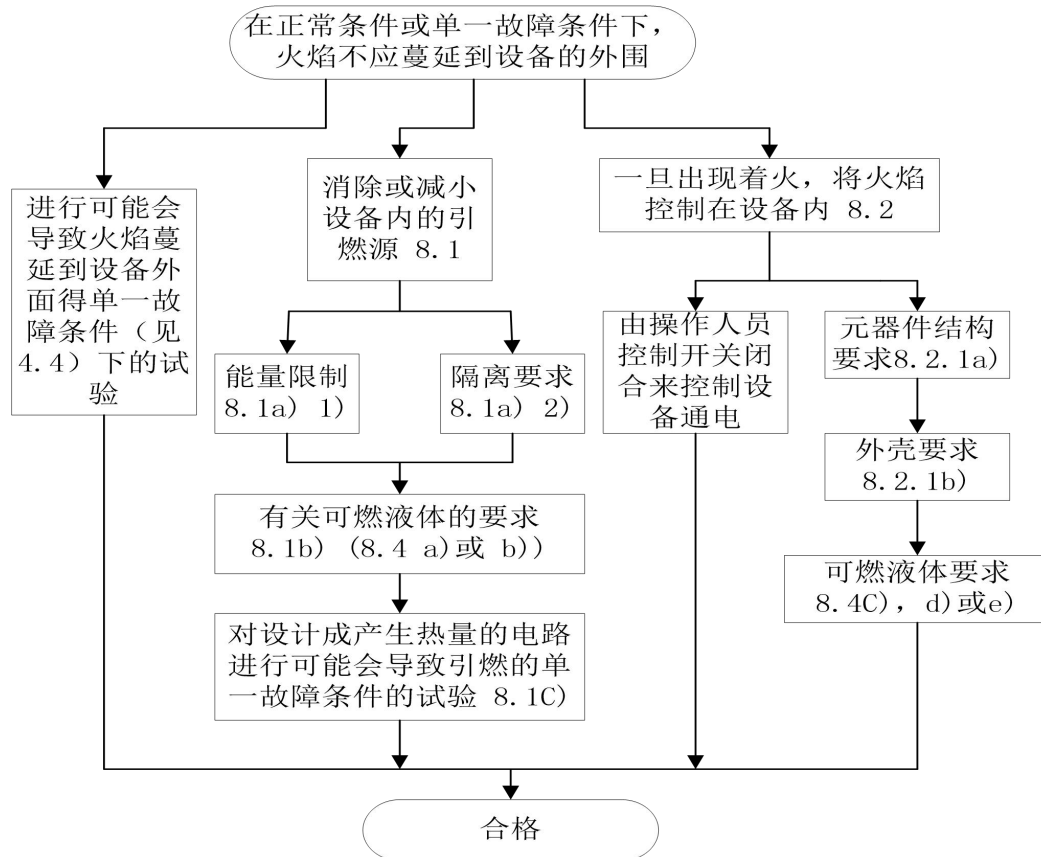 在正常条件或单一故障条件下，
火焰不应蔓延到设备的外围
进行可能会
导致火焰蔓
延到设备外
面得单一故
障条件（见
4.4）下的试
验
消除或减小
设备内的引
燃源 8.1
一旦出现着火，将火焰
控制在设备内 8.2
能量限制
8.1a) 1)
隔离要求
8.1a) 2)
由操作人员
控制开关闭
合来控制设
备通电
元器件结构
要求8.2.1a)
外壳要求
8.2.1b)
有关可燃液体的要求
8.1b) (8.4 a)或 b))
可燃液体要求
8.4C), d)或e)
对设计成产生热量的电路
进行可能会导致引燃的单
一故障条件的试验 8.1C)
合格